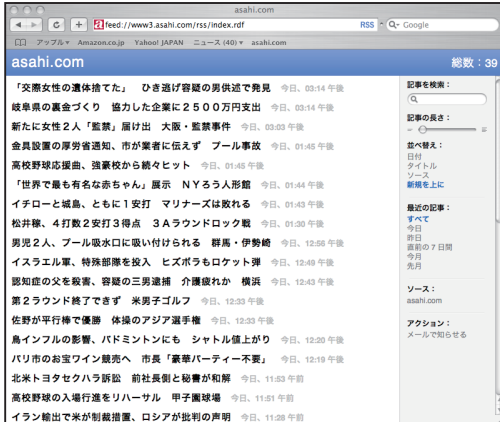 asahi.com
feed://www3.asahi.com/rss/index.rdf
RSS
Google
アップル▼ Amazon.co.jp Yahoo! JAPAN ニュース (40)▼ asahi.com
asahi.com
総数：39
「交際女性の遺体捨てた」 ひき逃げ容疑の男供述で発見 今日、03:14 午後
岐阜県の裏金づくり 協力した企業に２５００万円支出 今日、03:14 午後
新たに女性２人「監禁」届け出 大阪・監禁事件 今日、03:03 午後
金具設置の厚労省通知、市が業者に伝えず プール事故 今日、01:45 午後
高校野球応援曲、強豪校から続々ヒット 今日、01:45 午後
「世界で最も有名な赤ちゃん」展示 ＮＹろう人形館 今日、01:44 午後
イチローと城島、ともに１安打 マリナーズは敗れる 今日、01:43 午後
松井稼、４打数２安打３得点 ３Ａラウンドロック戦 今日、01:30 午後
男児２人、プール吸水口に吸い付けられる 群馬・伊勢崎 今日、12:56 午後
イスラエル軍、特殊部隊を投入 ヒズボラもロケット弾 今日、12:49 午後
認知症の父を殺害、容疑の三男逮捕 介護疲れか 横浜 今日、12:43 午後
第２ラウンド終了できず 米男子ゴルフ 今日、12:33 午後
佐野が平行棒で優勝 体操のアジア選手権 今日、12:33 午後
鳥インフルの影響、バドミントンにも シャトル値上がり 今日、12:20 午後
パリ市のお宝ワイン競売へ 市長「豪華パーティー不要」 今日、12:19 午後
北米トヨタセクハラ訴訟 前社長側と秘書が和解 今日、11:53 午前
高校野球の入場行進をリハーサル 甲子園球場 今日、11:51 午前
イラン輸出で米が制裁措置、ロシアが批判の声明 今日、11:28 午前
記事を検索：
記事の長さ：
並べ替え：
日付
タイトル
ソース
新規を上に
最近の記事：
すべて
今日
昨日
直前の７日間
今月
先月
ソース：
asahi.com
アクション：
メールで知らせる